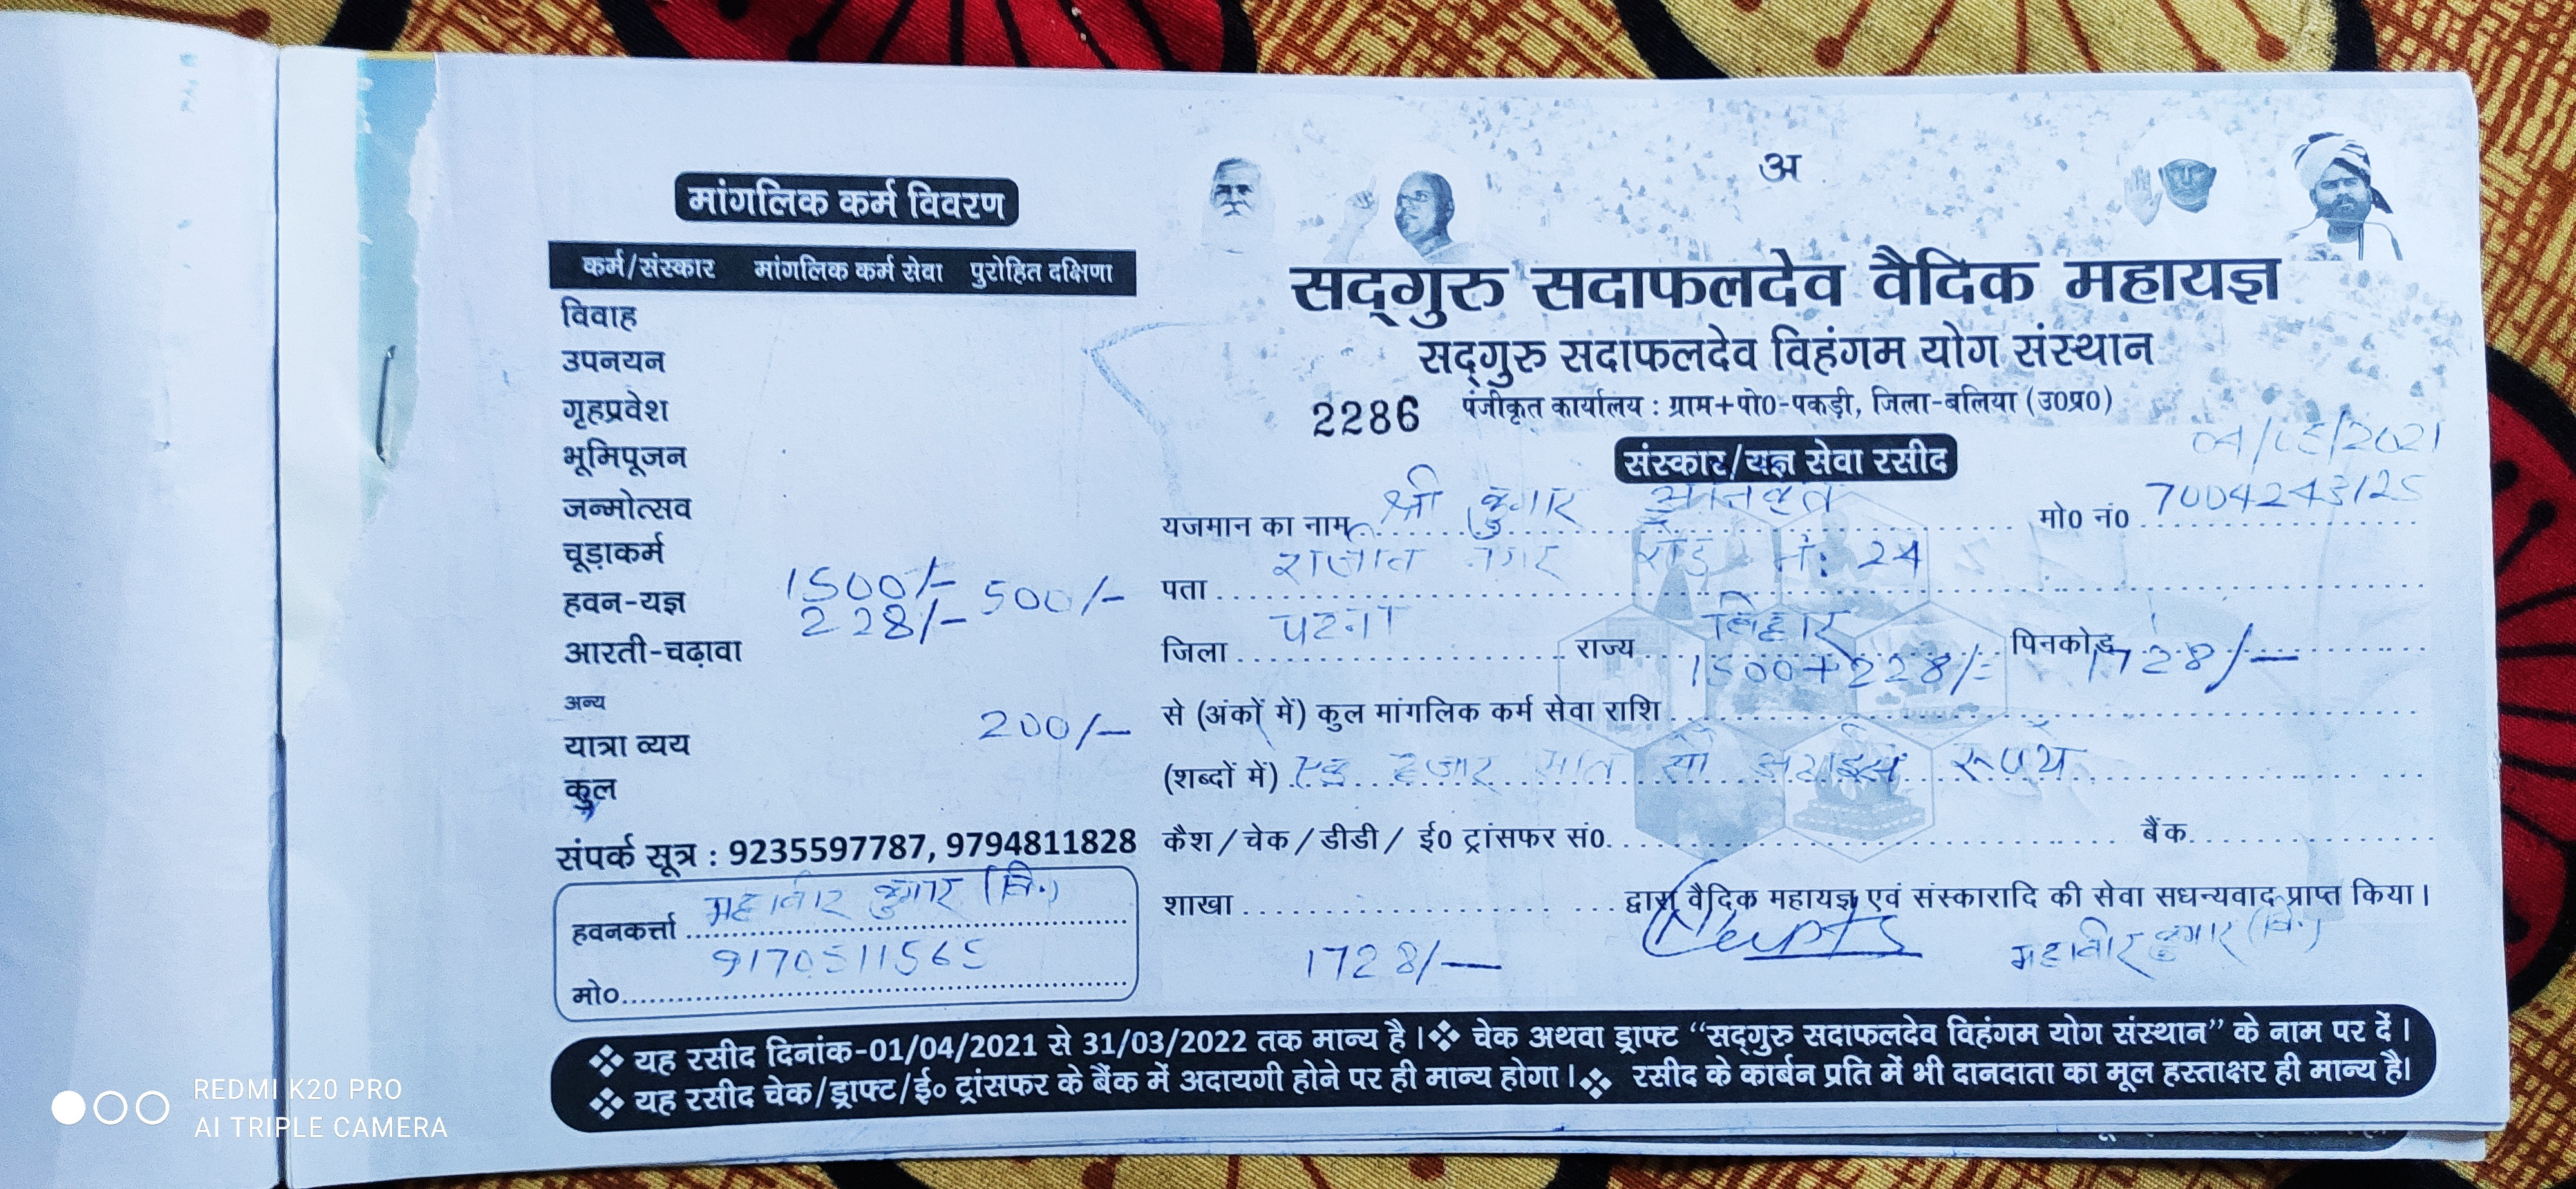 मांगलिक कर्म विवरण
कर्म/संस्कार मांगलिक कर्म सेवा पुरोहित दक्षिणा
विवाह
उपनयन
गृहप्रवेश
भूमिपूजन
जन्मोत्सव
चूड़ाकर्म
हवन-यज्ञ 1500/- 500/-
आरती-चढ़ावा 228/-
अन्य
यात्रा व्यय 200/-
कुल
संपर्क सूत्र : 9235597787, 9794811828
हवनकर्त्ता महावीर कुमार (वि.)
मो० 9170511565
अ
सद्गुरु सदाफलदेव वैदिक महायज्ञ
सद्गुरु सदाफलदेव विहंगम योग संस्थान
2286 पंजीकृत कार्यालय : ग्राम+पो०-पकड़ी, जिला-बलिया (उ०प्र०)
संस्कार/यज्ञ सेवा रसीद
यजमान का नाम श्री कुमार मो० नं० 7004243125
पता नगर रोड नं: 24
जिला पटना राज्य बिहार पिनकोड
से (अंकों में) कुल मांगलिक कर्म सेवा राशि 1500+228/= 1728/-
(शब्दों में) एक हजार सात सौ अठाईस रूपये
कैश/चेक/डीडी/ ई० ट्रांसफर सं० बैंक
शाखा द्वारा वैदिक महायज्ञ एवं संस्कारादि की सेवा सधन्यवाद प्राप्त किया।
1728/- महावीर कुमार (वि.)
❖ यह रसीद दिनांक-01/04/2021 से 31/03/2022 तक मान्य है। ❖ चेक अथवा ड्राफ्ट “सद्गुरु सदाफलदेव विहंगम योग संस्थान” के नाम पर दें।
❖ यह रसीद चेक/ड्राफ्ट/ई० ट्रांसफर के बैंक में अदायगी होने पर ही मान्य होगा। ❖ रसीद के कार्बन प्रति में भी दानदाता का मूल हस्ताक्षर ही मान्य है।
REDMI K20 PRO
AI TRIPLE CAMERA